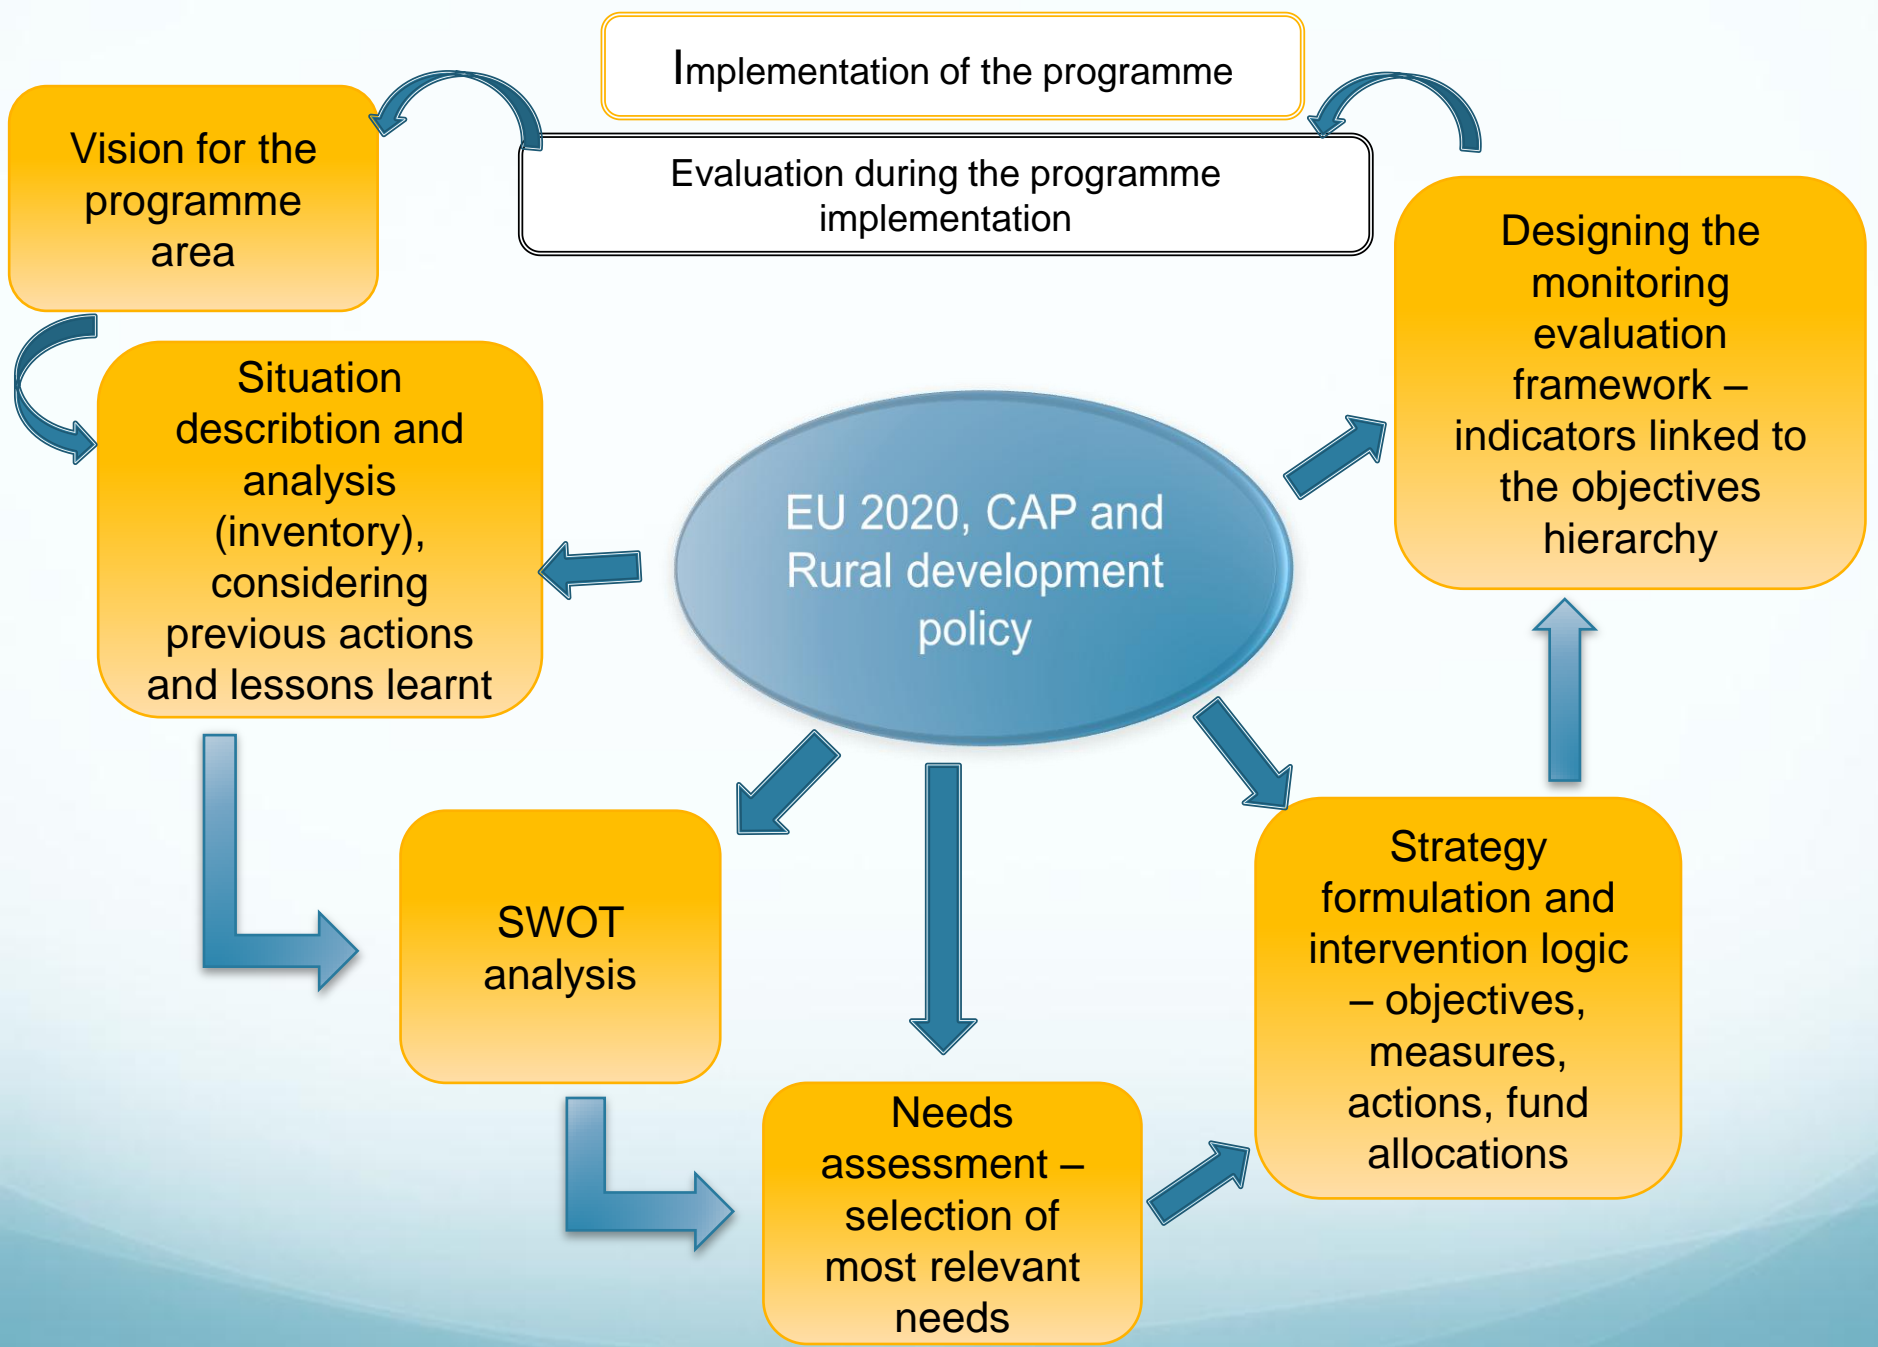 Implementation of the programme
Evaluation during the programme
implementation
Vision for the
programme
area
Situation
describtion and
analysis
(inventory),
considering
previous actions
and lessons learnt
SWOT
analysis
Needs
assessment –
selection of
most relevant
needs
Strategy
formulation and
intervention logic
– objectives,
measures,
actions, fund
allocations
Designing the
monitoring
evaluation
framework –
indicators linked to
the objectives
hierarchy
EU 2020, CAP and
Rural development
policy